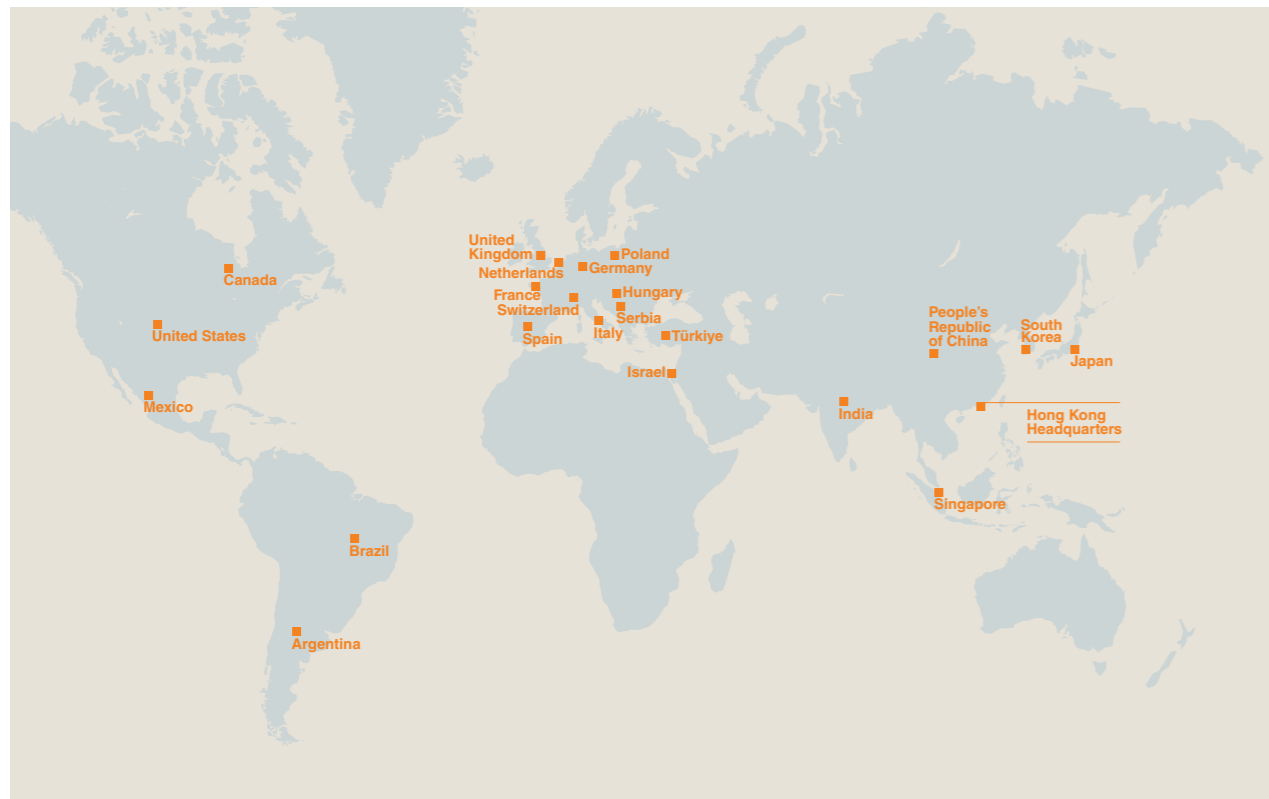 Canada
United States
Mexico
Brazil
Argentina
United
Kingdom
Netherlands
France
Switzerland
Spain
Poland
Germany
Hungary
Serbia
Italy
Türkiye
Israel
People's
Republic
of China
South
Korea
Japan
India
Hong Kong
Headquarters
Singapore